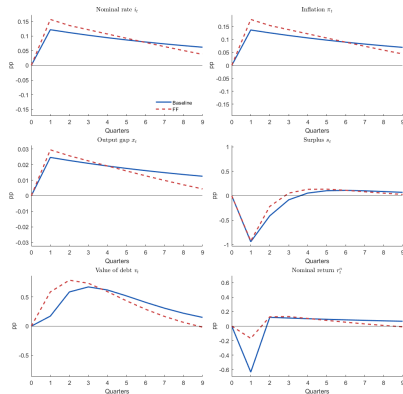 Nominal rate i_t
0.15
0.1
0.05
0
-0.05
-0.1
-0.15
pp
Baseline
FF
0 1 2 3 4 5 6 7 8 9
Quarters
Inflation π_t
0.15
0.1
0.05
0
-0.05
-0.1
-0.15
pp
0 1 2 3 4 5 6 7 8 9
Quarters
Output gap x_t
0.03
0.02
0.01
0
-0.01
-0.02
-0.03
pp
0 1 2 3 4 5 6 7 8 9
Quarters
Surplus s_t
1
0.5
0
-0.5
-1
pp
0 1 2 3 4 5 6 7 8 9
Quarters
Value of debt v_t
0.5
0
-0.5
pp
0 1 2 3 4 5 6 7 8 9
Quarters
Nominal return r_t^n
0.6
0.4
0.2
0
-0.2
-0.4
-0.6
pp
0 1 2 3 4 5 6 7 8 9
Quarters